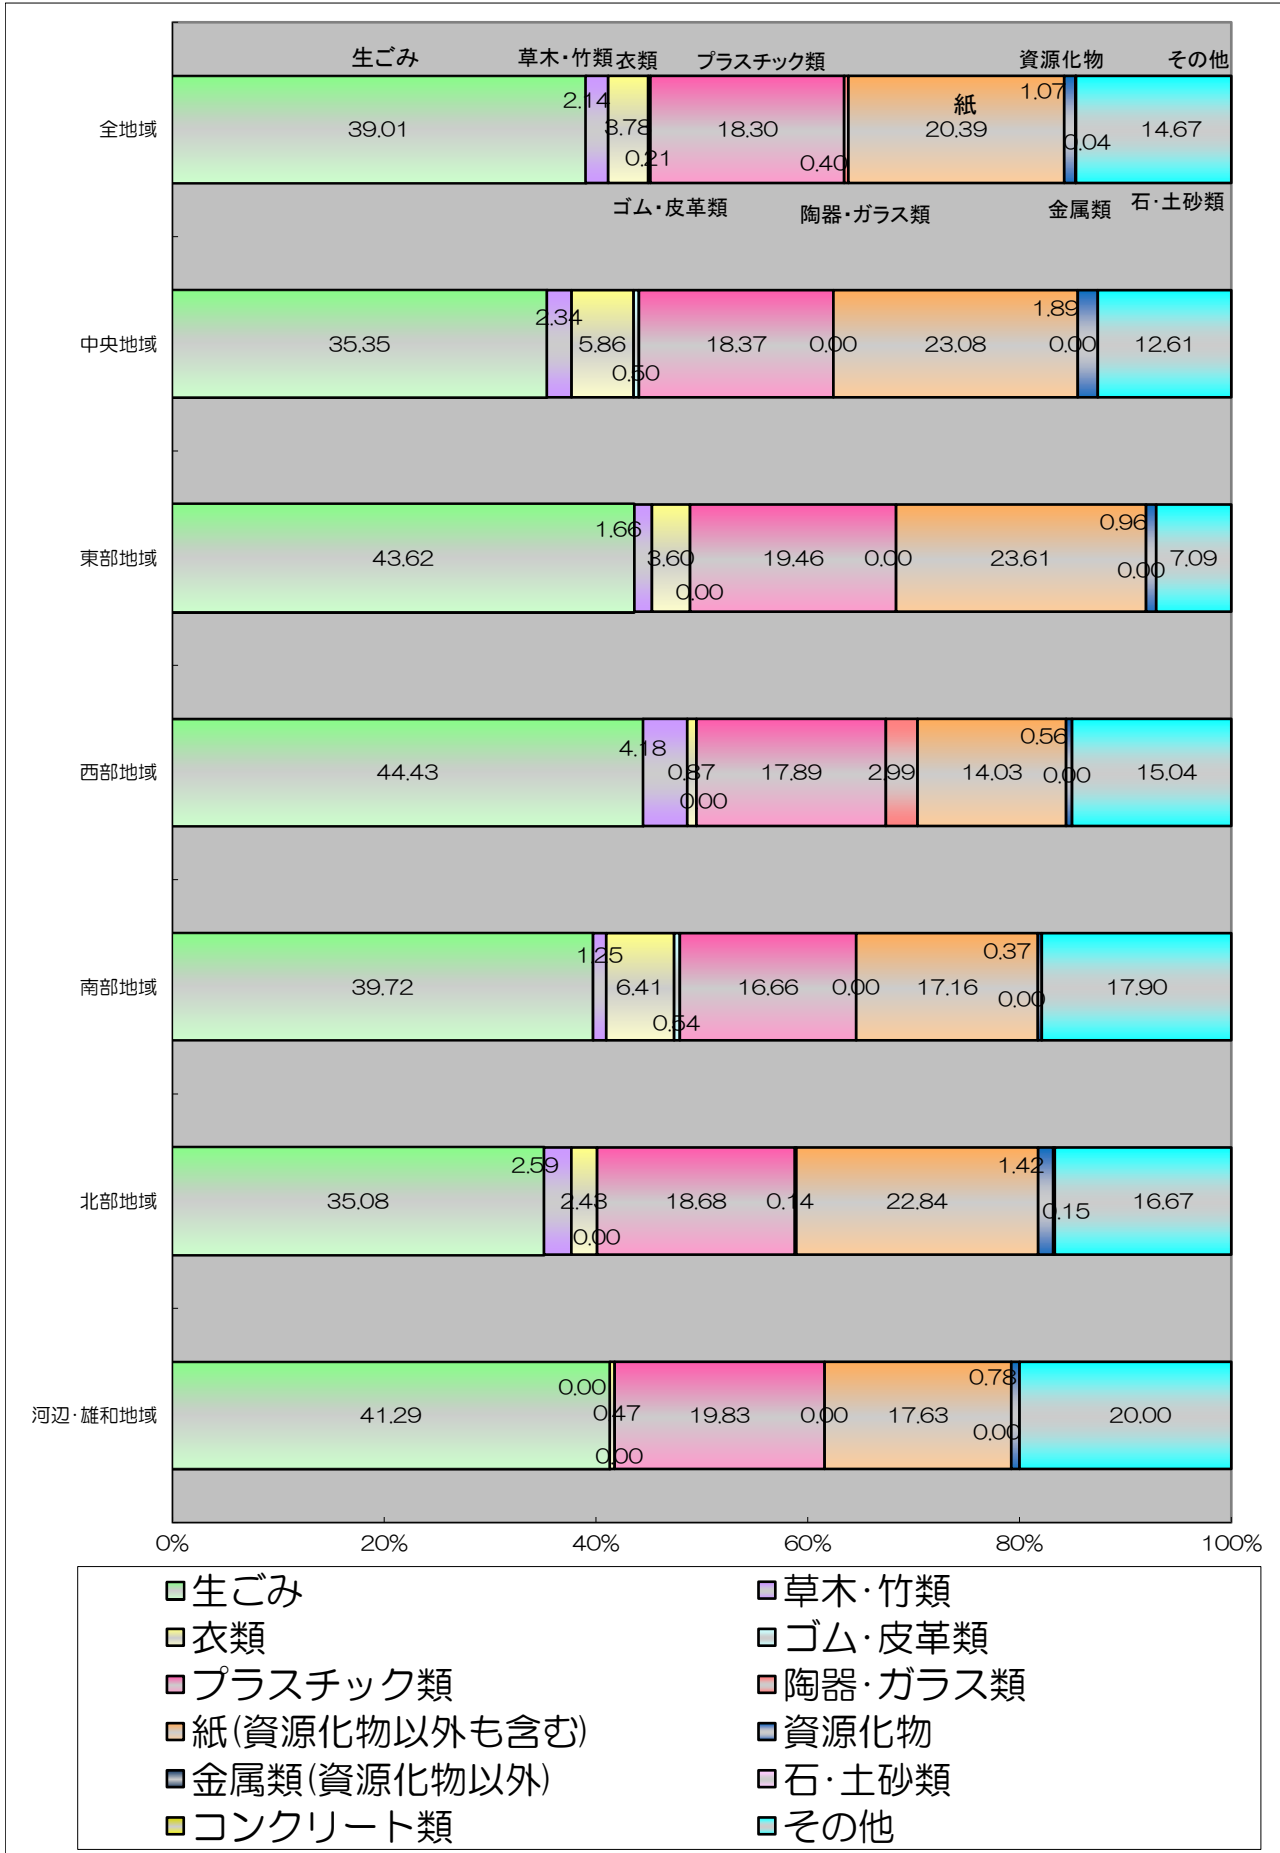 生ごみ 草木・竹類 衣類 プラスチック類 資源化物 その他
全地域 39.01 2.14 3.78 0.21 18.30 0.40 紙 20.39 1.07 0.04 14.67
ゴム・皮革類 陶器・ガラス類 金属類 石・土砂類
中央地域 35.35 2.34 5.86 0.50 18.37 0.00 23.08 1.89 0.00 12.61
東部地域 43.62 1.66 3.60 0.00 19.46 0.00 23.61 0.96 0.00 7.09
西部地域 44.43 4.18 0.87 0.00 17.89 2.99 14.03 0.56 0.00 15.04
南部地域 39.72 1.25 6.41 0.54 16.66 0.00 17.16 0.37 0.00 17.90
北部地域 35.08 2.59 2.43 0.00 18.68 0.14 22.84 1.42 0.15 16.67
河辺・雄和地域 41.29 0.00 0.47 0.00 19.83 0.00 17.63 0.78 0.00 20.00
0% 20% 40% 60% 80% 100%
生ごみ 草木・竹類
衣類 ゴム・皮革類
プラスチック類 陶器・ガラス類
紙(資源化物以外も含む) 資源化物
金属類(資源化物以外) 石・土砂類
コンクリート類 その他